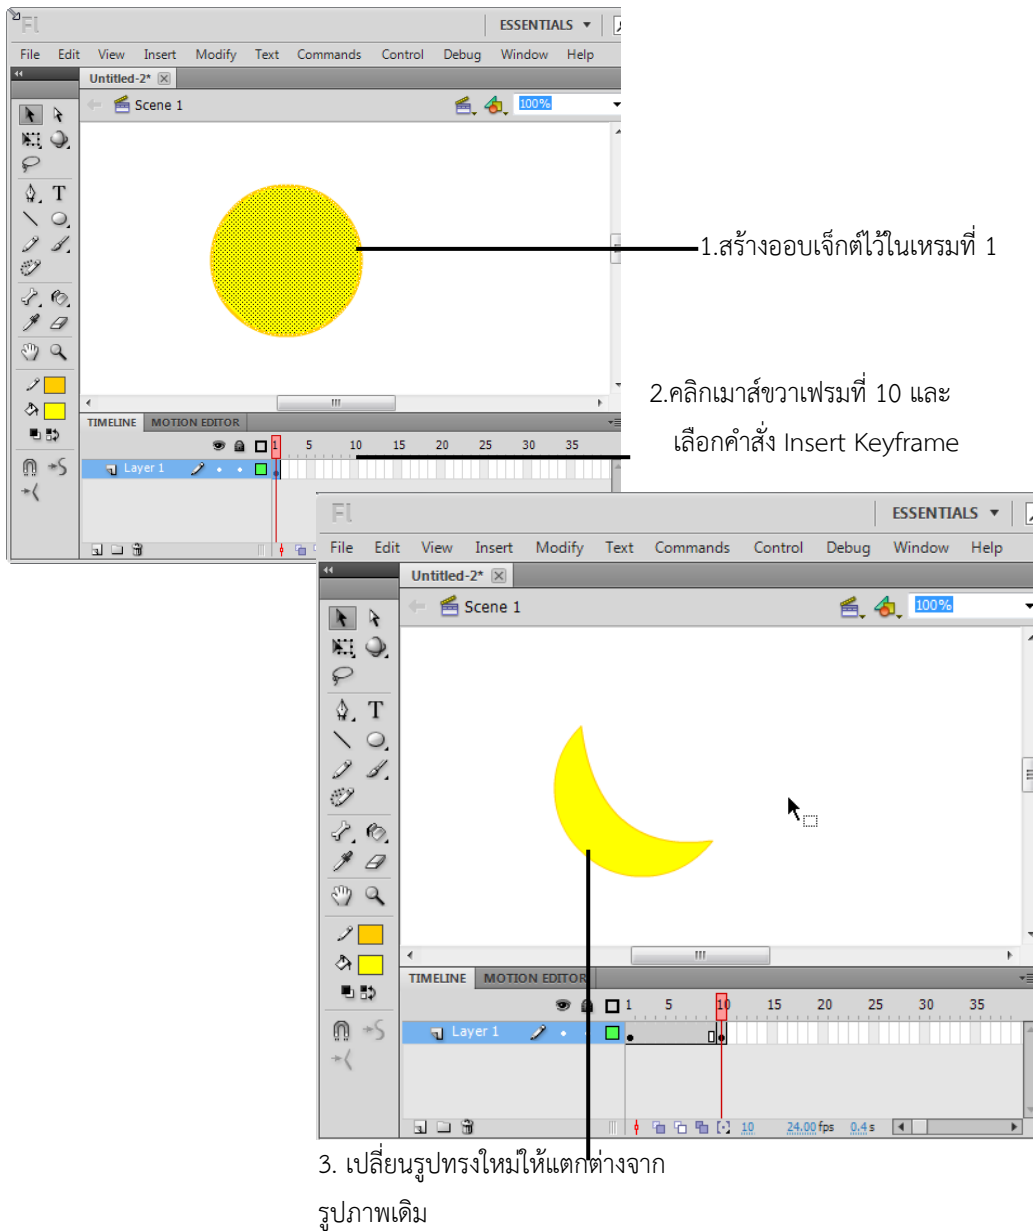 Fl
ESSENTIALS ▼
File Edit View Insert Modify Text Commands Control Debug Window Help
Untitled-2*
Scene 1 100%
T
1.สร้างออบเจ็กต์ไว้ในเหรมที่ 1
2.คลิกเมาส์ขวาเฟรมที่ 10 และ
เลือกคำสั่ง Insert Keyframe
TIMELINE MOTION EDITOR
1 5 10 15 20 25 30 35
Layer 1
Fl
ESSENTIALS ▼
File Edit View Insert Modify Text Commands Control Debug Window Help
Untitled-2*
Scene 1 100%
T
TIMELINE MOTION EDITOR
1 5 10 15 20 25 30 35
Layer 1
10 24.00 fps 0.4 s
3. เปลี่ยนรูปทรงใหม่ให้แตกต่างจาก
รูปภาพเดิม